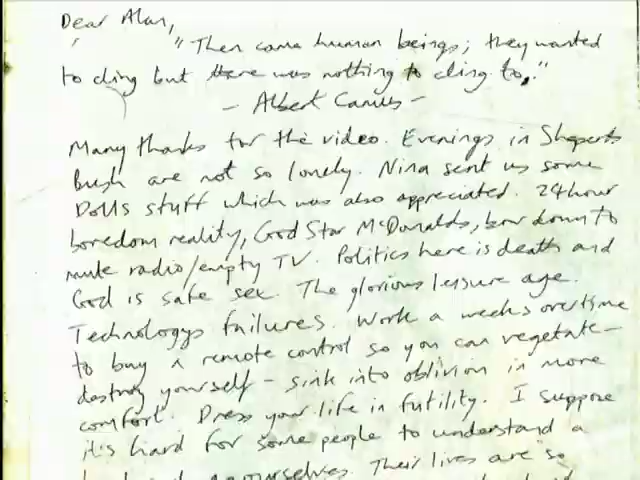 Dear Alan,
"Then came human beings; they wanted
to cling but there was nothing to cling to."
- Albert Camus -
Many thanks for the video. Evenings in Sheperds
Bush are not so lonely. Nina sent us some
Dolls stuff which was also appreciated. 24 hour
boredom reality, God Star McDonalds, bow down to
mute radio/empty TV. Politics here is death and
God is safe sex. The glorious leisure age.
Technologys failures. Work a weeks overtime
to buy a remote control so you can vegetate -
destroy yourself - sink into oblivion in more
comfort. Dress your life in futility. I suppose
it's hard for some people to understand a
ourselves. Their lives are so